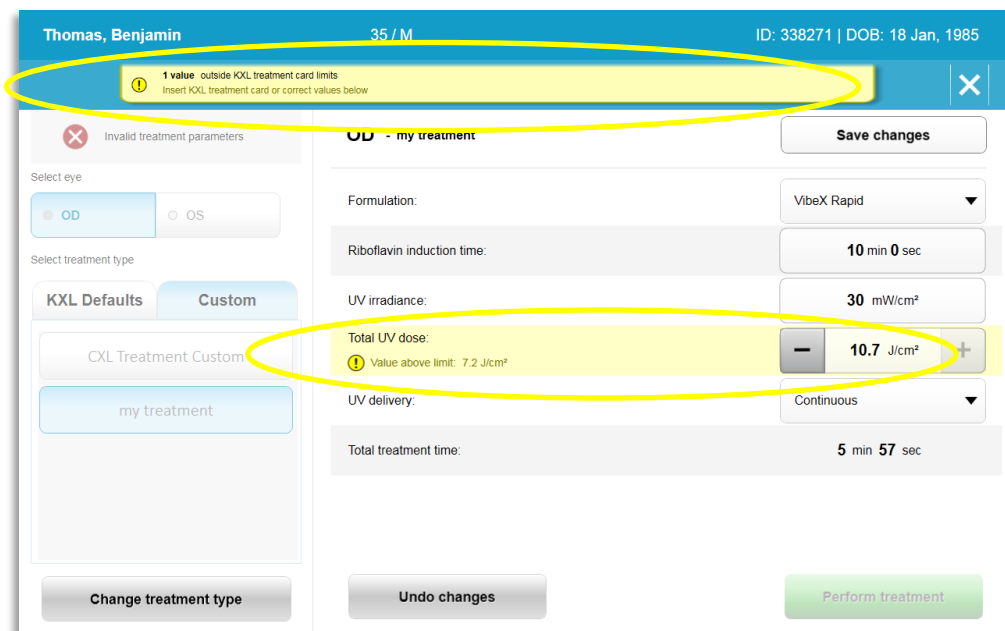 Thomas, Benjamin 35 / M ID: 338271 | DOB: 18 Jan, 1985
1 value outside KXL treatment card limits
Insert KXL treatment card or correct values below
Invalid treatment parameters
OD - my treatment
Save changes
Select eye
OD OS
Select treatment type
KXL Defaults Custom
CXL Treatment Custom
my treatment
Change treatment type
Formulation: VibeX Rapid
Riboflavin induction time: 10 min 0 sec
UV irradiance: 30 mW/cm²
Total UV dose: − 10.7 J/cm² +
Value above limit: 7.2 J/cm²
UV delivery: Continuous
Total treatment time: 5 min 57 sec
Undo changes
Perform treatment